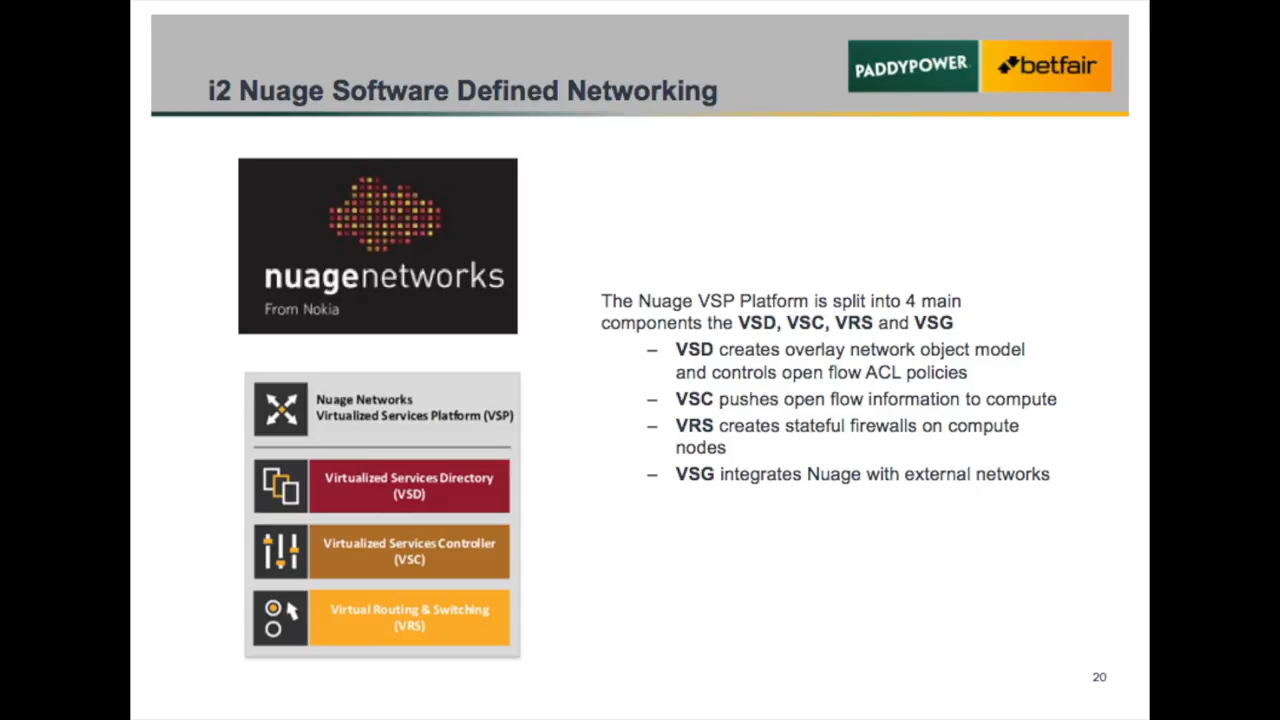 i2 Nuage Software Defined Networking
PADDYPOWER.
betfair
nuagenetworks
From Nokia
Nuage Networks
Virtualized Services Platform (VSP)
Virtualized Services Directory
(VSD)
Virtualized Services Controller
(VSC)
Virtual Routing & Switching
(VRS)
The Nuage VSP Platform is split into 4 main
components the VSD, VSC, VRS and VSG
– VSD creates overlay network object model
and controls open flow ACL policies
– VSC pushes open flow information to compute
– VRS creates stateful firewalls on compute
nodes
– VSG integrates Nuage with external networks
20